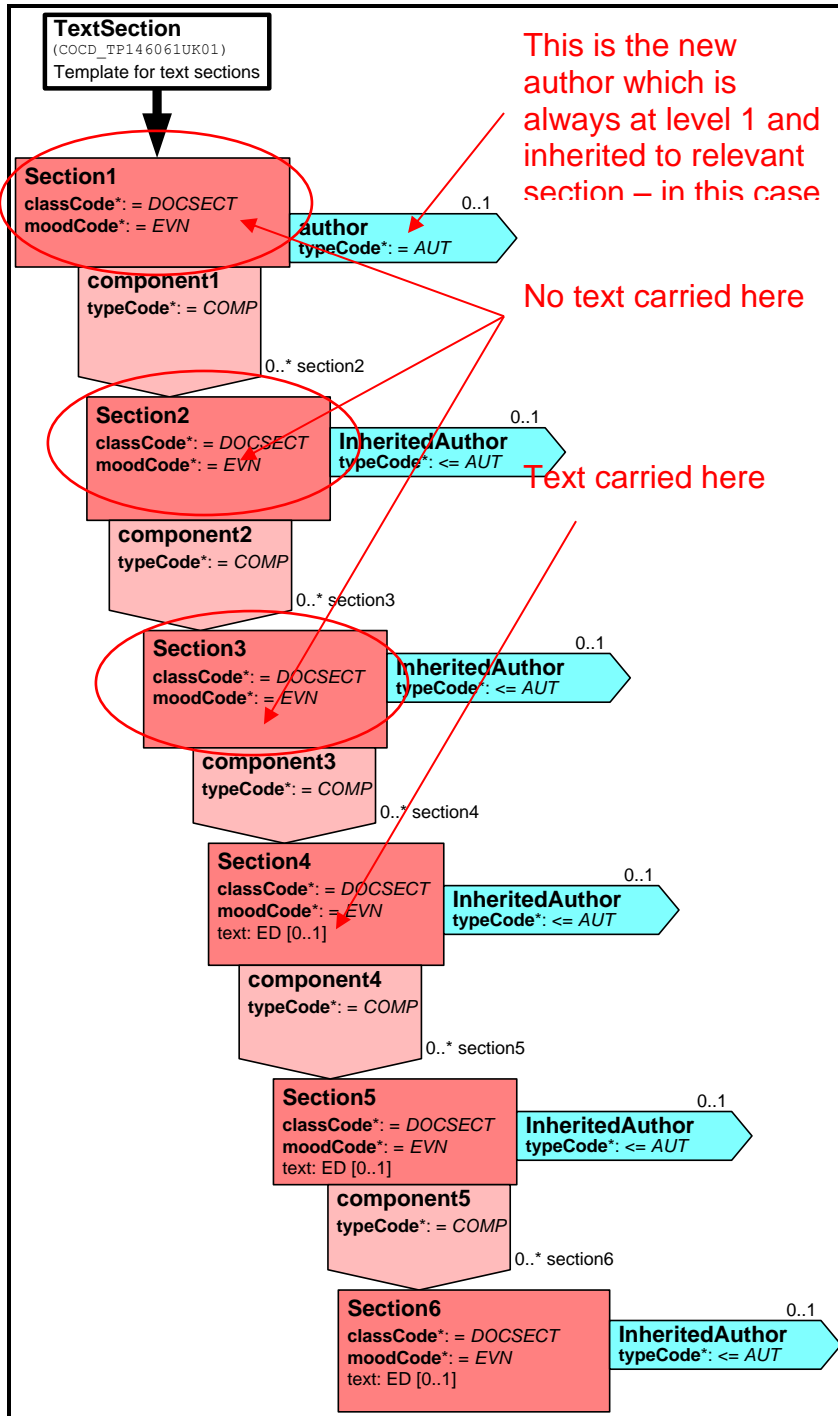 TextSection
(COCD_TP146061UK01)
Template for text sections
This is the new
author which is
always at level 1 and
inherited to relevant
section – in this case
Section1
classCode*: = DOCSECT
moodCode*: = EVN
0..1
author
typeCode*: = AUT
component1
typeCode*: = COMP
No text carried here
0..* section2
Section2
classCode*: = DOCSECT
moodCode*: = EVN
0..1
InheritedAuthor
typeCode*: <= AUT
Text carried here
component2
typeCode*: = COMP
0..* section3
Section3
classCode*: = DOCSECT
moodCode*: = EVN
0..1
InheritedAuthor
typeCode*: <= AUT
component3
typeCode*: = COMP
0..* section4
Section4
classCode*: = DOCSECT
moodCode*: = EVN
text: ED [0..1]
0..1
InheritedAuthor
typeCode*: <= AUT
component4
typeCode*: = COMP
0..* section5
Section5
classCode*: = DOCSECT
moodCode*: = EVN
text: ED [0..1]
0..1
InheritedAuthor
typeCode*: <= AUT
component5
typeCode*: = COMP
0..* section6
Section6
classCode*: = DOCSECT
moodCode*: = EVN
text: ED [0..1]
0..1
InheritedAuthor
typeCode*: <= AUT